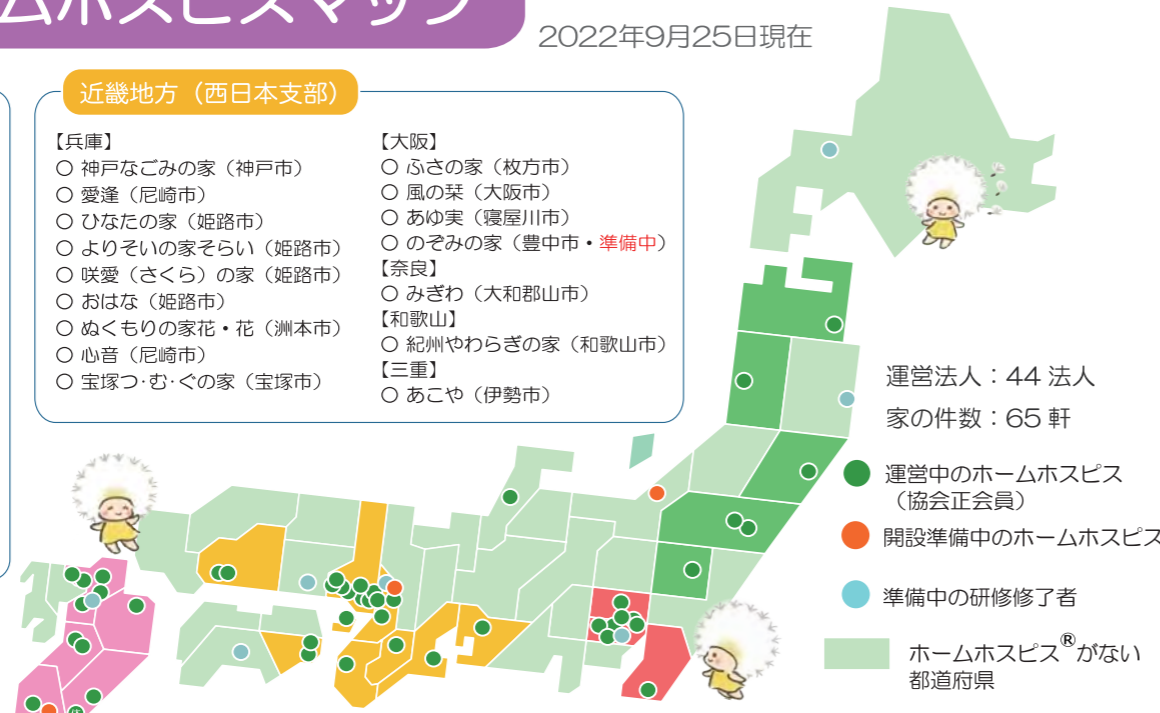 ムホスピスマップ
2022年9月25日現在
近畿地方（西日本支部）
【兵庫】
〇 神戸なごみの家（神戸市）
〇 愛逢（尼崎市）
〇 ひなたの家（姫路市）
〇 よりそいの家そらい（姫路市）
〇 咲愛（さくら）の家（姫路市）
〇 おはな（姫路市）
〇 ぬくもりの家花・花（洲本市）
〇 心音（尼崎市）
〇 宝塚つ・む・ぐの家（宝塚市）
【大阪】
〇 ふさの家（枚方市）
〇 風の栞（大阪市）
〇 あゆ実（寝屋川市）
〇 のぞみの家（豊中市・準備中）
【奈良】
〇 みぎわ（大和郡山市）
【和歌山】
〇 紀州やわらぎの家（和歌山市）
【三重】
〇 あこや（伊勢市）
運営法人：44 法人
家の件数：65 軒
運営中のホームホスピス
（協会正会員）
開設準備中のホームホスピス
準備中の研修修了者
ホームホスピス®がない
都道府県